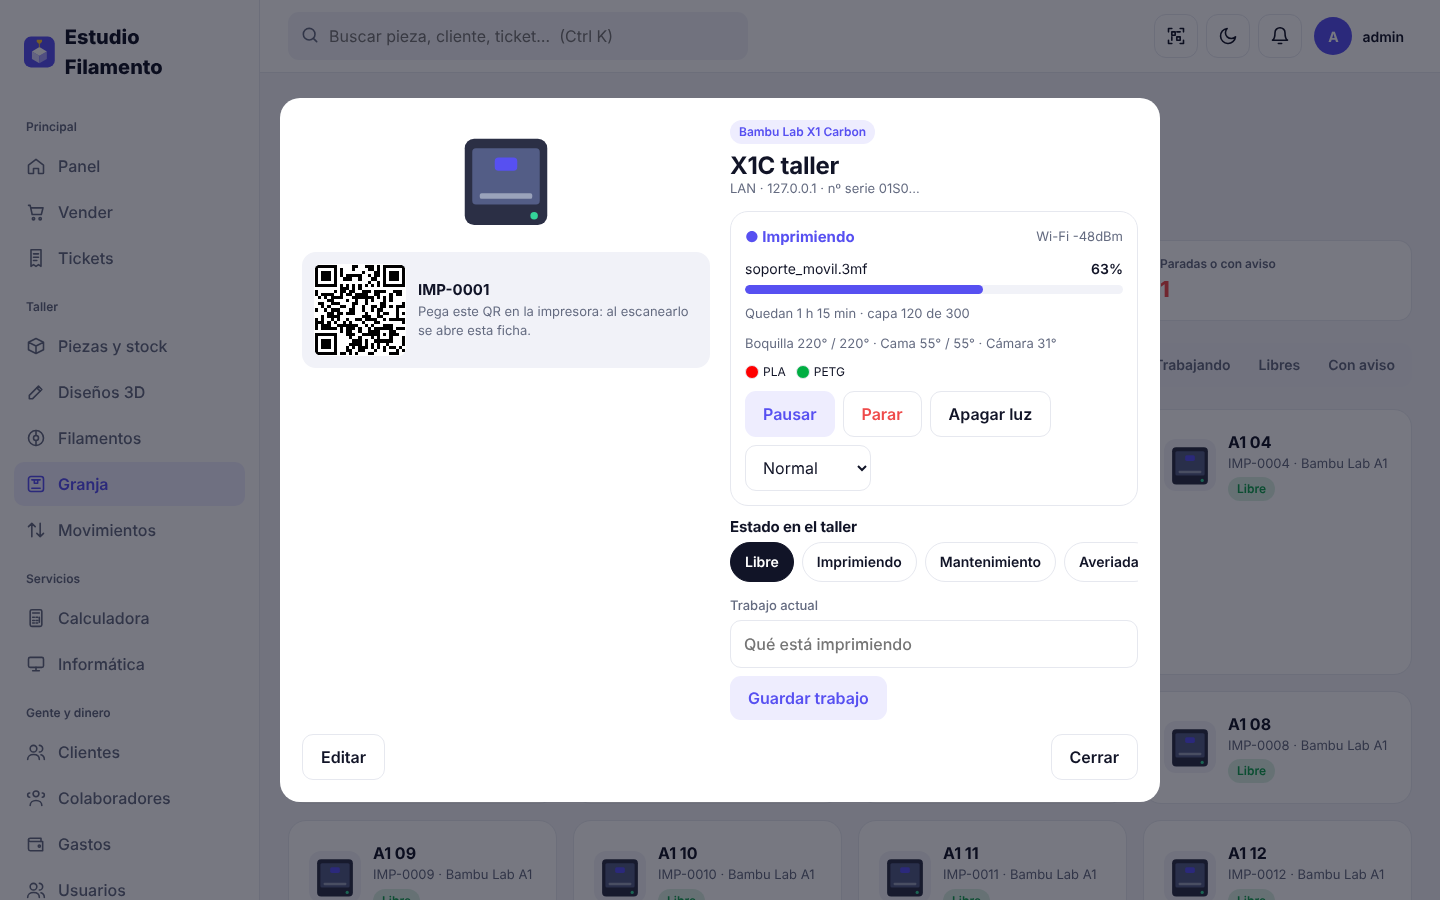 Estudio
Filamento
Buscar pieza, cliente, ticket... (Ctrl K)
A
admin
Principal
Panel
Vender
Tickets
Taller
Piezas y stock
Diseños 3D
Filamentos
Granja
Movimientos
Servicios
Calculadora
Informática
Gente y dinero
Clientes
Colaboradores
Gastos
Usuarios
IMP-0001
Pega este QR en la impresora: al escanearlo
se abre esta ficha.
Bambu Lab X1 Carbon
X1C taller
LAN · 127.0.0.1 · nº serie 01S0...
Imprimiendo
Wi-Fi -48dBm
soporte_movil.3mf
63%
Quedan 1 h 15 min · capa 120 de 300
Boquilla 220° / 220° · Cama 55° / 55° · Cámara 31°
PLA
PETG
Pausar
Parar
Apagar luz
Normal
Estado en el taller
Libre
Imprimiendo
Mantenimiento
Averiada
Trabajo actual
Qué está imprimiendo
Guardar trabajo
Editar
Cerrar
Paradas o con aviso
1
Trabajando
Libres
Con aviso
A1 04
IMP-0004 · Bambu Lab A1
Libre
A1 08
IMP-0008 · Bambu Lab A1
Libre
A1 09
IMP-0009 · Bambu Lab A1
Libre
A1 10
IMP-0010 · Bambu Lab A1
Libre
A1 11
IMP-0011 · Bambu Lab A1
Libre
A1 12
IMP-0012 · Bambu Lab A1
Libre